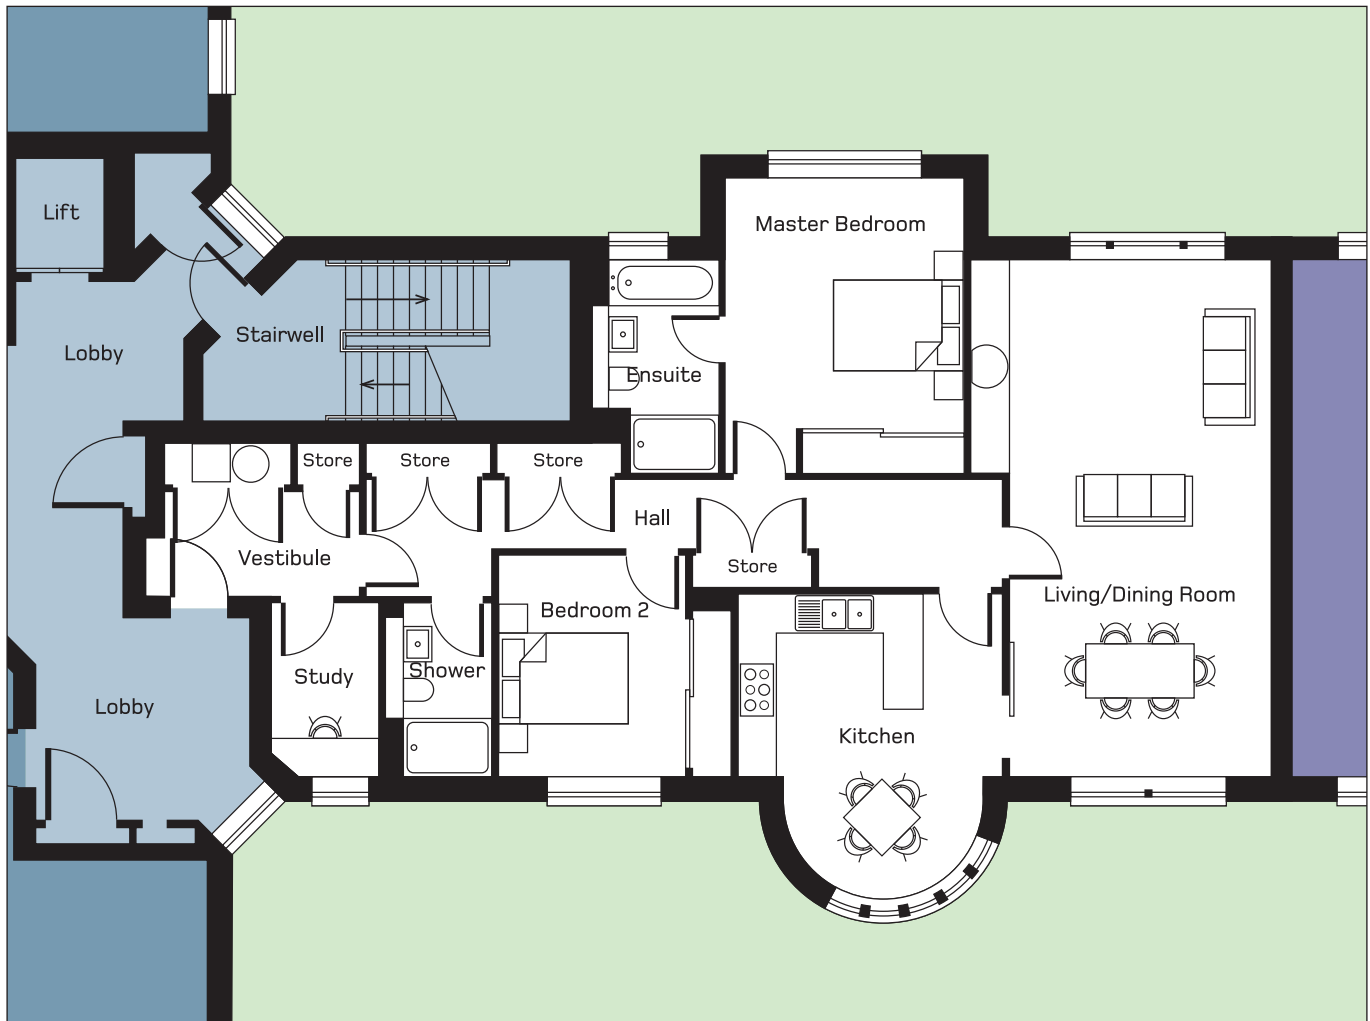 Lift
Master Bedroom
Stairwell
Lobby
Ensuite
Store
Store
Store
Hall
Vestibule
Store
Living/Dining Room
Bedroom 2
Study
Shower
Lobby
Kitchen